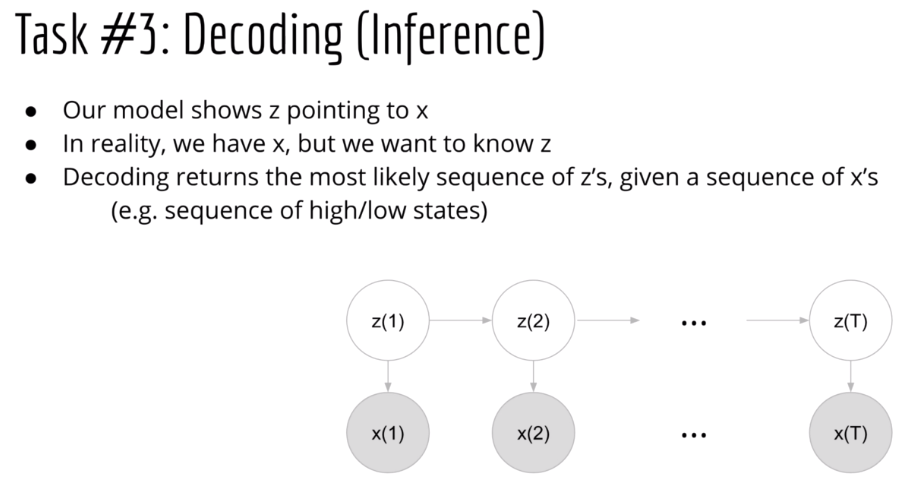 Task #3: Decoding (Inference)
● Our model shows z pointing to x
● In reality, we have x, but we want to know z
● Decoding returns the most likely sequence of z's, given a sequence of x's
(e.g. sequence of high/low states)
z(1) z(2) ... z(T)
x(1) x(2) ... x(T)